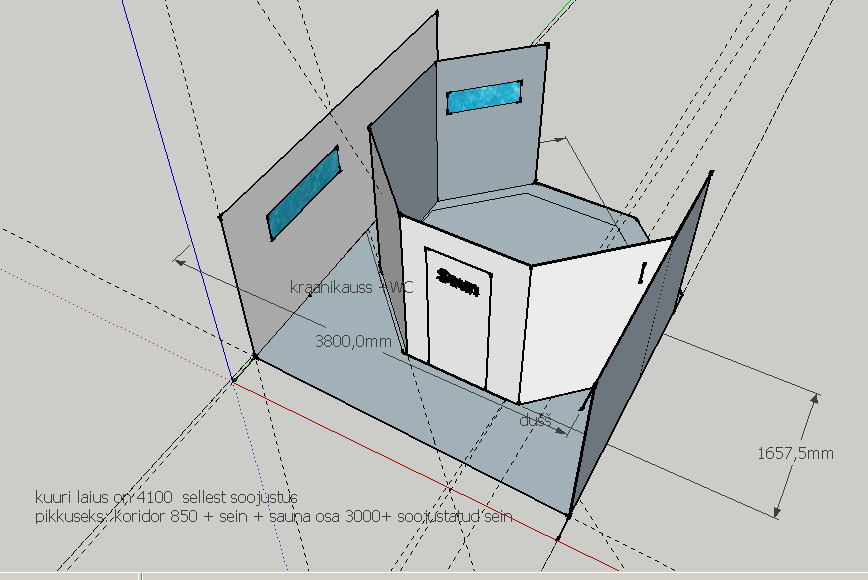 kraanikauss +WC
3800,0mm
dušš
1657,5mm
kuuri laius on 4100 sellest soojustus
pikkuseks: koridor 850 + sein + sauna osa 3000+ soojustatud sein